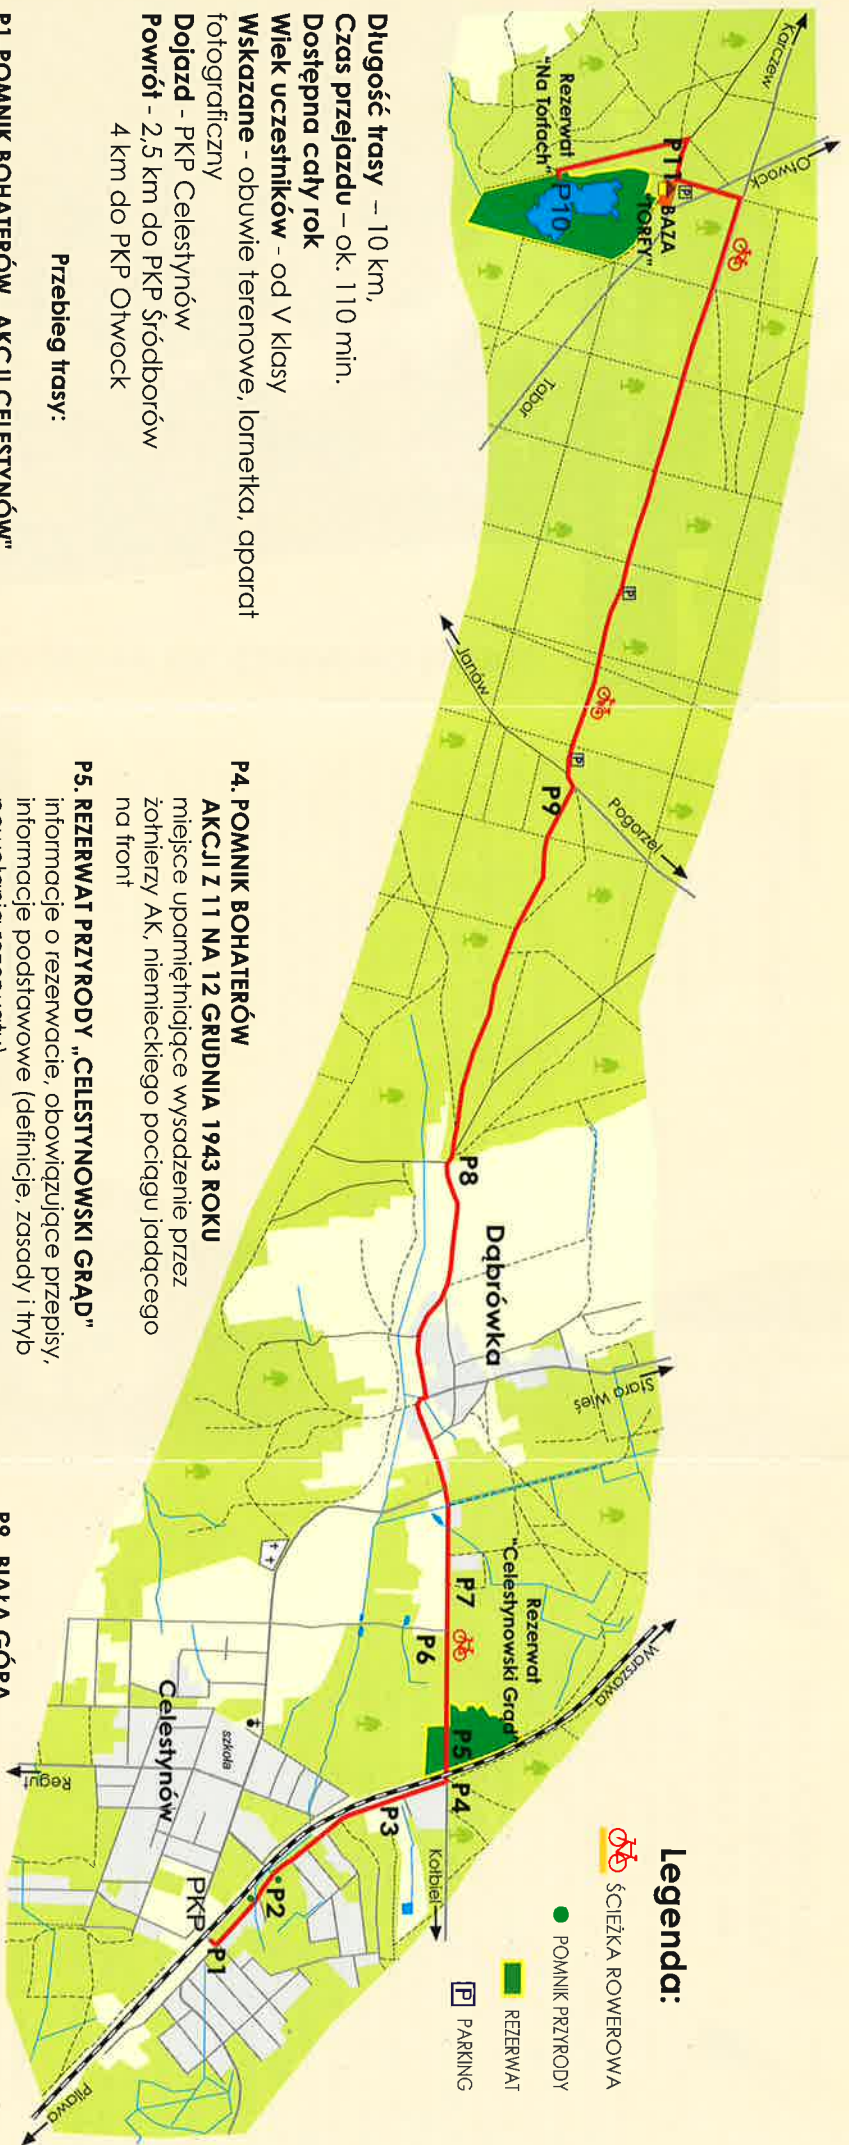 Karczew
Otwock
P11
P
BAZA
"TORFY"
Rezerwat
"Na Torfach"
P10
Tabor
P
Janów
P
P9
Pogorzel
P8
Dąbrówka
Stara Wieś
Rezerwat
"Celestynowski Grąd"
P7
P6
Warszawa
P5
P4
P3
Kołbiel
szkoła
Celestynów
Regut
PKP
P2
P1
Pilawa
Legenda:
ŚCIEŻKA ROWEROWA
POMNIK PRZYRODY
REZERWAT
P PARKING
Długość trasy – 10 km,
Czas przejazdu – ok. 110 min.
Dostępna cały rok
Wiek uczestników - od V klasy
Wskazane - obuwie terenowe, lornetka, aparat
fotograficzny
Dojazd - PKP Celestynów
Powrót - 2,5 km do PKP Śródborów
4 km do PKP Otwock
Przebieg trasy:
P1. POMNIK BOHATERÓW „AKCJI CELESTYNÓW"
P4. POMNIK BOHATERÓW
AKCJI Z 11 NA 12 GRUDNIA 1943 ROKU
miejsce upamiętniające wysadzenie przez
żołnierzy AK, niemieckiego pociągu jadącego
na front
P5. REZERWAT PRZYRODY „CELESTYNOWSKI GRĄD"
informacje o rezerwacie, obowiązujące przepisy,
informacje podstawowe (definicje, zasady i tryb